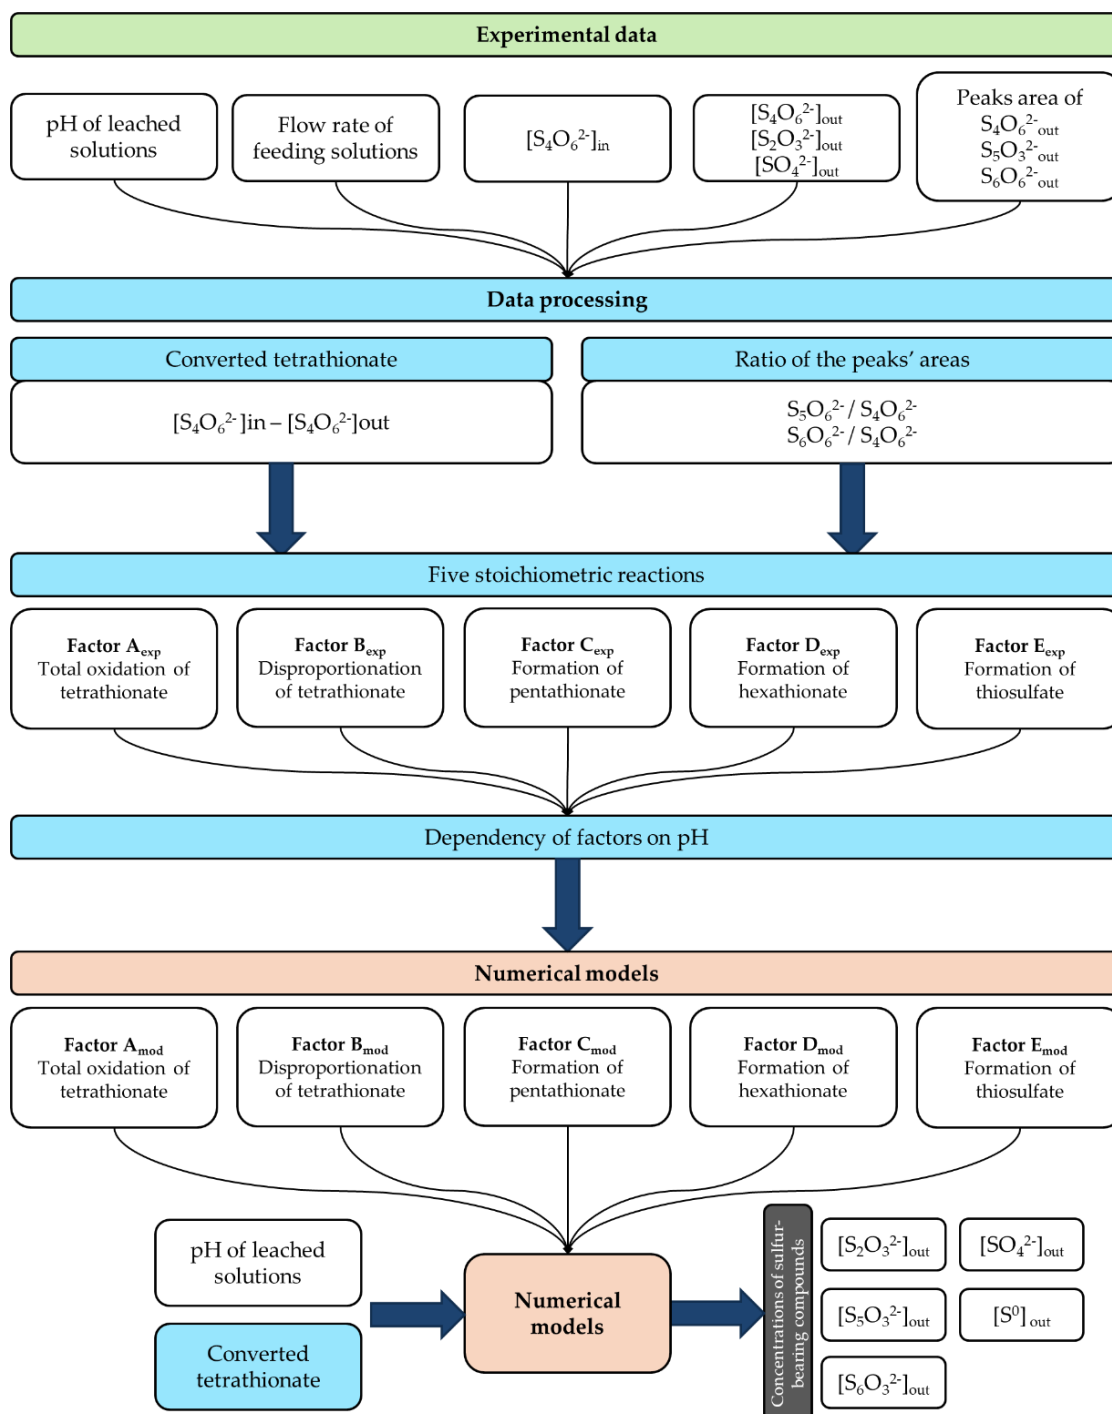 Experimental data
pH of leached
solutions
Flow rate of
feeding solutions
[S₄O₆²⁻]in
[S₄O₆²⁻]out
[S₂O₃²⁻]out
[SO₄²⁻]out
Peaks area of
S₄O₆²⁻out
S₅O₃²⁻out
S₆O₆²⁻out
Data processing
Converted tetrathionate
[S₄O₆²⁻]in – [S₄O₆²⁻]out
Ratio of the peaks' areas
S₅O₆²⁻ / S₄O₆²⁻
S₆O₆²⁻ / S₄O₆²⁻
Five stoichiometric reactions
Factor Aexp
Total oxidation of
tetrathionate
Factor Bexp
Disproportionation
of tetrathionate
Factor Cexp
Formation of
pentathionate
Factor Dexp
Formation of
hexathionate
Factor Eexp
Formation of
thiosulfate
Dependency of factors on pH
Numerical models
Factor Amod
Total oxidation of
tetrathionate
Factor Bmod
Disproportionation
of tetrathionate
Factor Cmod
Formation of
pentathionate
Factor Dmod
Formation of
hexathionate
Factor Emod
Formation of
thiosulfate
pH of leached
solutions
Converted
tetrathionate
Numerical
models
Concentrations of sulfur-
bearing compounds
[S₂O₃²⁻]out
[SO₄²⁻]out
[S₅O₃²⁻]out
[S⁰] out
[S₆O₃²⁻]out